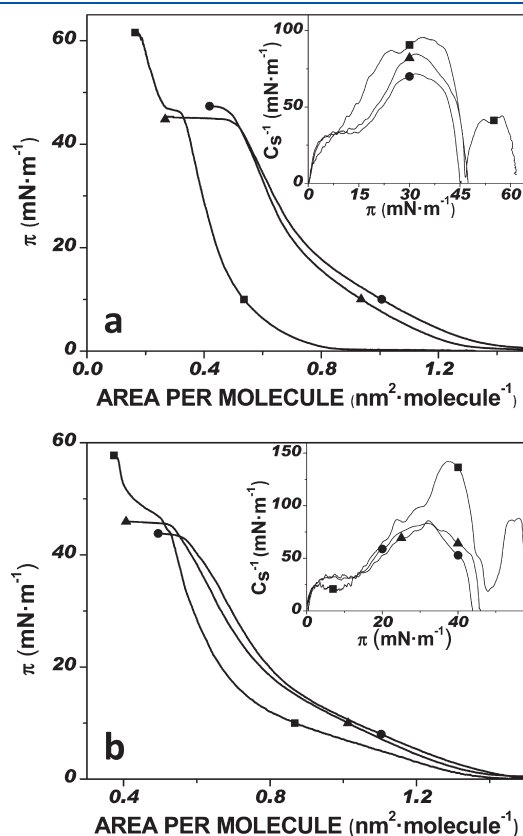 60
40
20
0
π (mN·m⁻¹)
a
0.0 0.4 0.8 1.2
AREA PER MOLECULE (nm²·molecule⁻¹)
100
50
0
Cs⁻¹ (mN·m⁻¹)
15 30 45 60
π (mN·m⁻¹)
60
40
20
0
π (mN·m⁻¹)
b
0.4 0.8 1.2
AREA PER MOLECULE (nm²·molecule⁻¹)
150
100
50
0
Cs⁻¹ (mN·m⁻¹)
0 20 40
π (mN·m⁻¹)